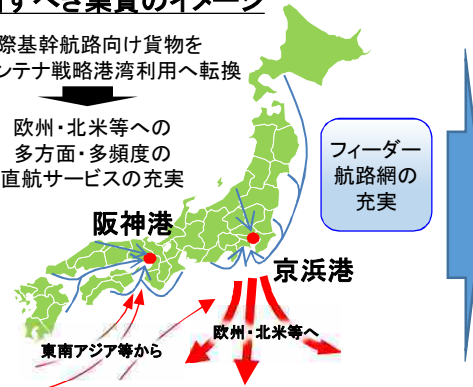 すべき集貨のイメージ
際基幹航路向け貨物を
ンテナ戦略港湾利用へ転換
欧州・北米等への
多方面・多頻度の
直航サービスの充実
フィーダー
航路網の
充実
阪神港
京浜港
欧州・北米等へ
東南アジア等から